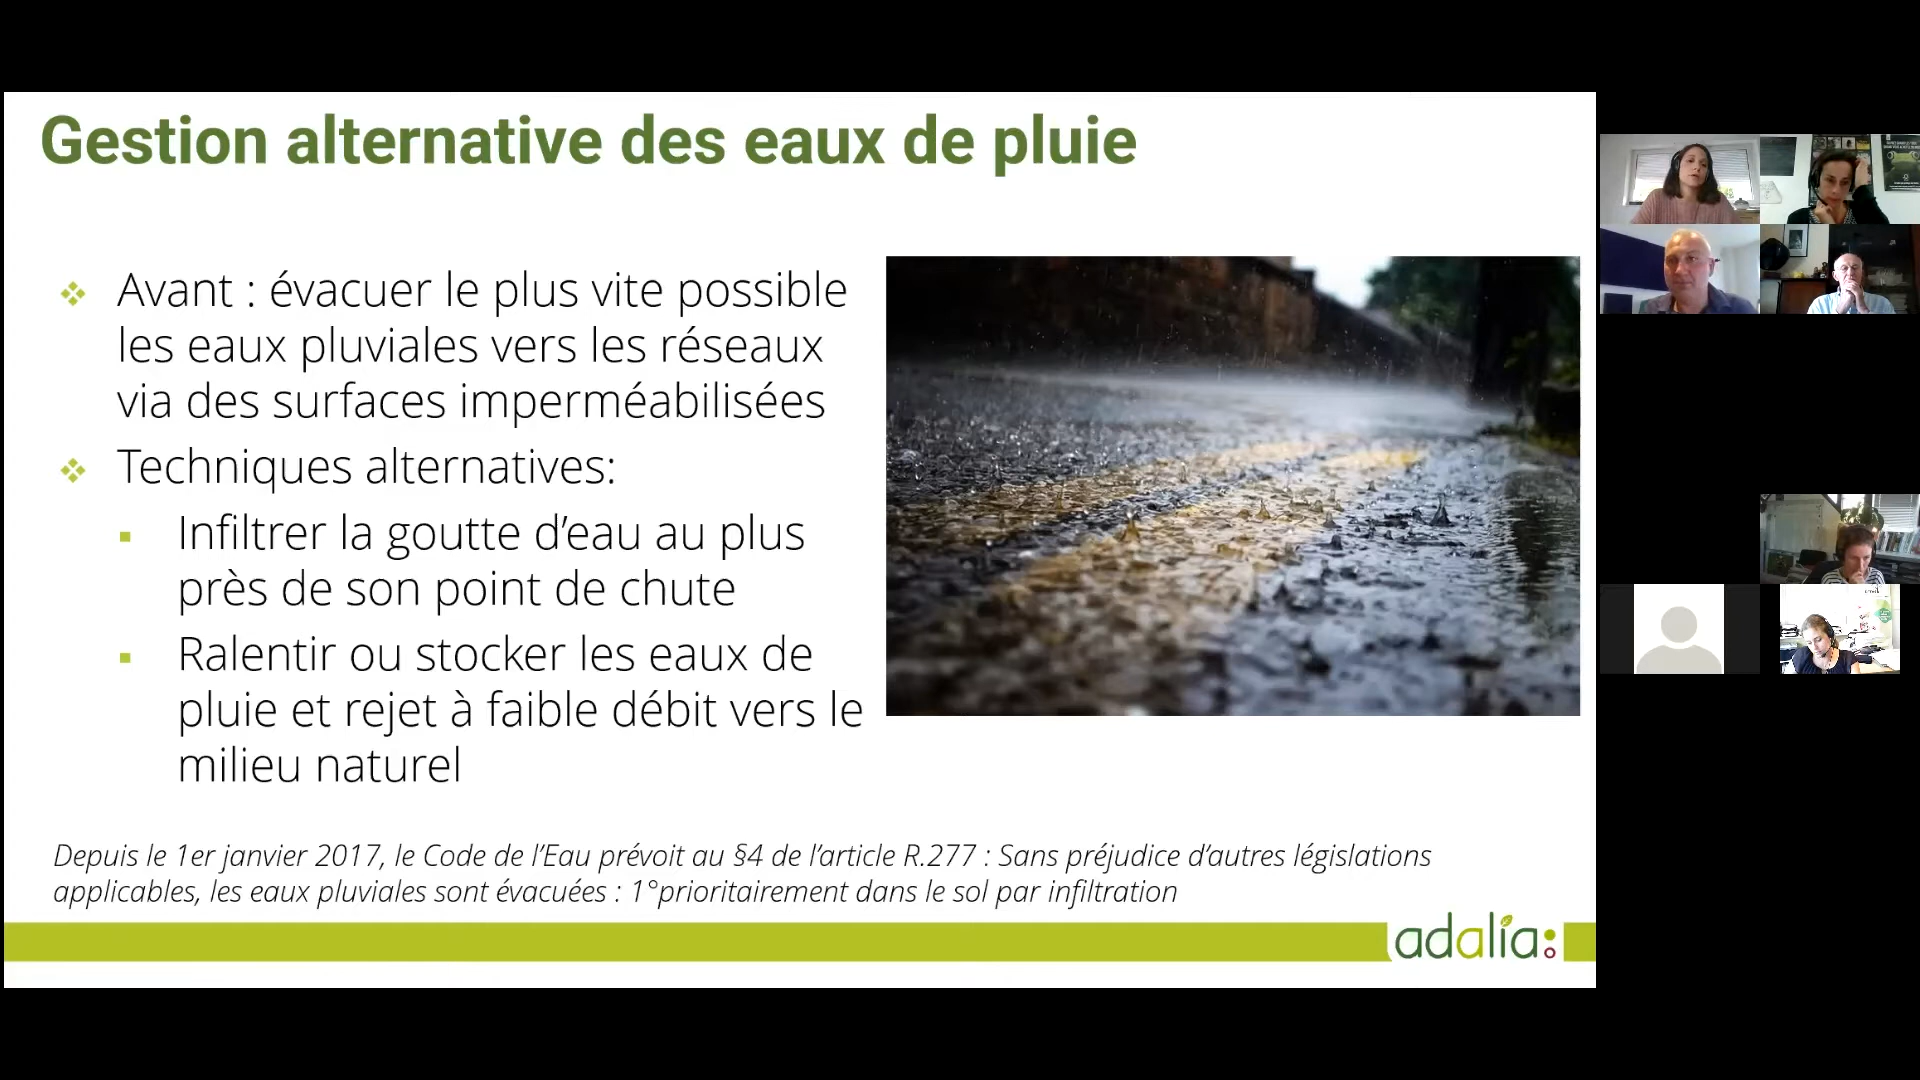 Gestion alternative des eaux de pluie
Avant : évacuer le plus vite possible
les eaux pluviales vers les réseaux
via des surfaces imperméabilisées
Techniques alternatives:
Infiltrer la goutte d’eau au plus
près de son point de chute
Ralentir ou stocker les eaux de
pluie et rejet à faible débit vers le
milieu naturel
Depuis le 1er janvier 2017, le Code de l’Eau prévoit au §4 de l’article R.277 : Sans préjudice d’autres législations
applicables, les eaux pluviales sont évacuées : 1°prioritairement dans le sol par infiltration
adalia